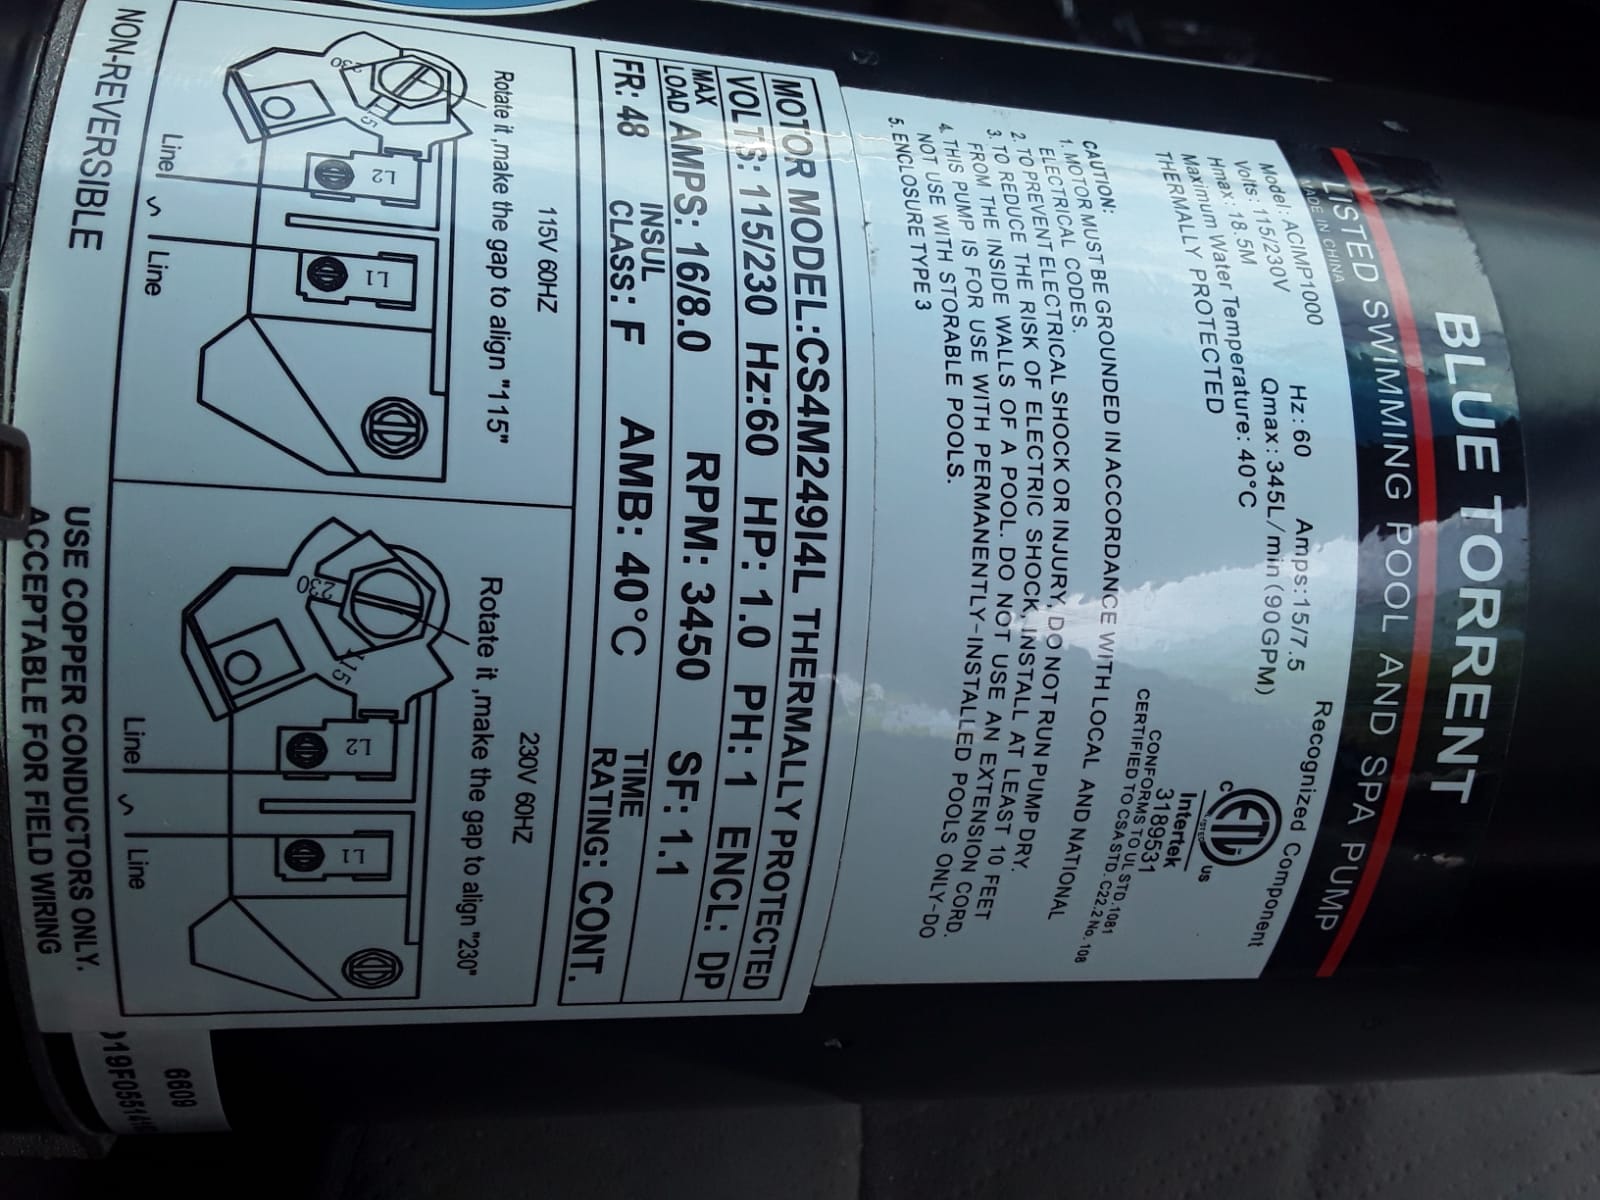 BLUE TORRENT
LISTED SWIMMING POOL AND SPA PUMP
MADE IN CHINA
Recognized Component
Model: ACIMP1000
Volts: 115/230V Hz: 60 Amps:15/7.5
Hmax: 18.5M Qmax: 345L/min(90GPM)
Maximum Water Temperature: 40°C
THERMALLY PROTECTED
C ETL US
LISTED
Intertek
3189531
CONFORMS TO UL STD.1081
CERTIFIED TO CSA STD. C22.2 No. 108
CAUTION:
1. MOTOR MUST BE GROUNDED IN ACCORDANCE WITH LOCAL AND NATIONAL
ELECTRICAL CODES.
2. TO PREVENT ELECTRICAL SHOCK OR INJURY, DO NOT RUN PUMP DRY.
3. TO REDUCE THE RISK OF ELECTRIC SHOCK, INSTALL AT LEAST 10 FEET
FROM THE INSIDE WALLS OF A POOL. DO NOT USE AN EXTENSION CORD.
4. THIS PUMP IS FOR USE WITH PERMANENTLY-INSTALLED POOLS ONLY-DO
NOT USE WITH STORABLE POOLS.
5. ENCLOSURE TYPE 3
MOTOR MODEL:CS4M249I4L THERMALLY PROTECTED
VOLTS: 115/230 Hz:60 HP: 1.0 PH: 1 ENCL: DP
MAX LOAD AMPS: 16/8.0 RPM: 3450 SF: 1.1
FR: 48 INSUL CLASS: F AMB: 40°C TIME RATING: CONT.
115V 60HZ
Rotate it ,make the gap to align "115"
230
L2
L1
Line ~ Line
230V 60HZ
Rotate it ,make the gap to align "230"
230
L2
L1
Line ~ Line
NON-REVERSIBLE
USE COPPER CONDUCTORS ONLY.
ACCEPTABLE FOR FIELD WIRING
6609